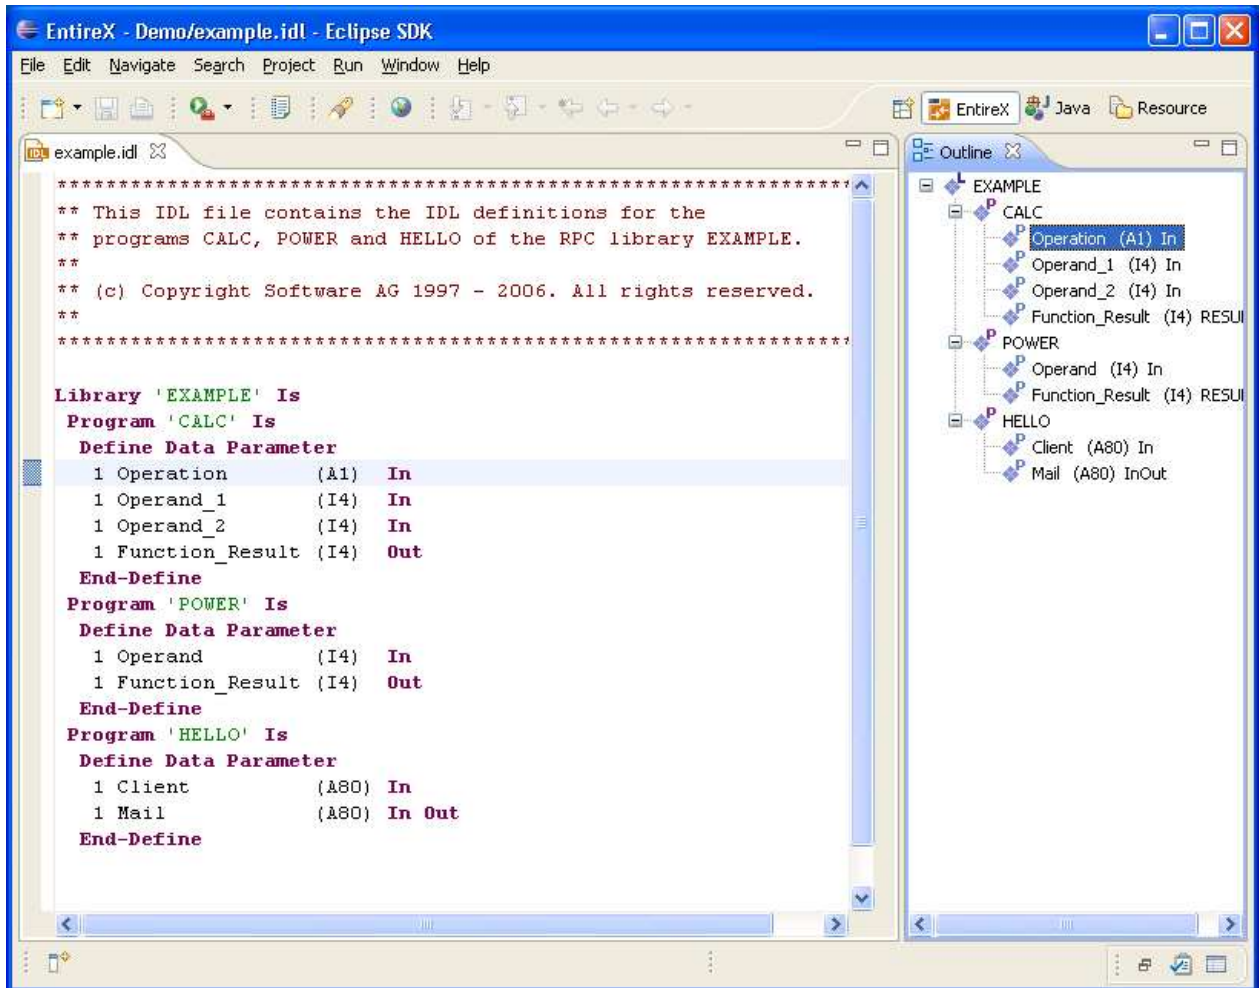 EntireX - Demo/example.idl - Eclipse SDK
File Edit Navigate Search Project Run Window Help
EntireX Java Resource
example.idl
*****************************************************************
** This IDL file contains the IDL definitions for the
** programs CALC, POWER and HELLO of the RPC library EXAMPLE.
**
** (c) Copyright Software AG 1997 - 2006. All rights reserved.
**
*****************************************************************
Library 'EXAMPLE' Is
Program 'CALC' Is
Define Data Parameter
1 Operation (A1) In
1 Operand_1 (I4) In
1 Operand_2 (I4) In
1 Function_Result (I4) Out
End-Define
Program 'POWER' Is
Define Data Parameter
1 Operand (I4) In
1 Function_Result (I4) Out
End-Define
Program 'HELLO' Is
Define Data Parameter
1 Client (A80) In
1 Mail (A80) In Out
End-Define
Outline
EXAMPLE
CALC
Operation (A1) In
Operand_1 (I4) In
Operand_2 (I4) In
Function_Result (I4) RESU
POWER
Operand (I4) In
Function_Result (I4) RESU
HELLO
Client (A80) In
Mail (A80) InOut